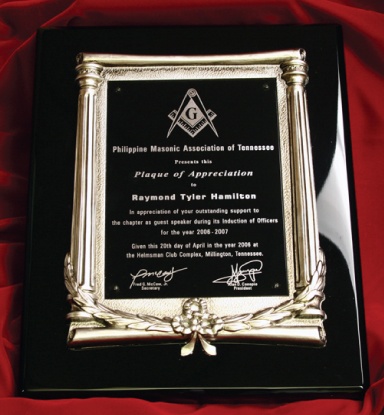 G
Philippine Masonic Association of Tennessee
Presents this
Plaque of Appreciation
to
Raymond Tyler Hamilton
In appreciation of your outstanding support to
the chapter as guest speaker during its Induction of Officers
for the year 2006-2007
Given this 20th day of April in the year 2006 at
the Helmsman Club Complex, Millington, Tennessee.
Fred G. McCaw, Jr.
Secretary
President